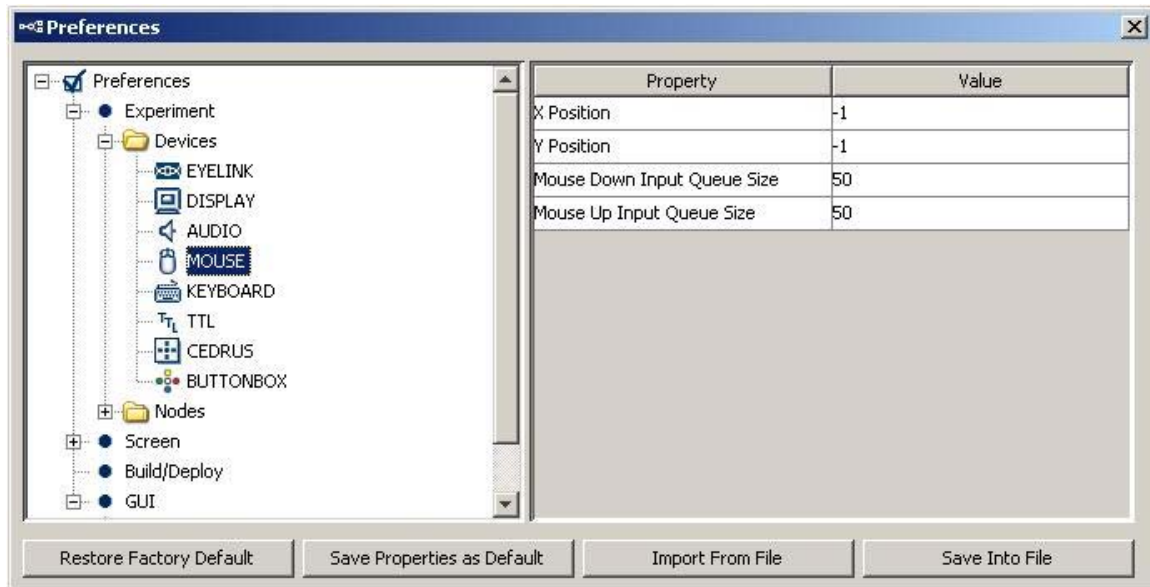 Preferences
Preferences
Experiment
Devices
EYELINK
DISPLAY
AUDIO
MOUSE
KEYBOARD
TTL TTL
CEDRUS
BUTTONBOX
Nodes
Screen
Build/Deploy
GUI
Property Value
X Position -1
Y Position -1
Mouse Down Input Queue Size 50
Mouse Up Input Queue Size 50
Restore Factory Default Save Properties as Default Import From File Save Into File